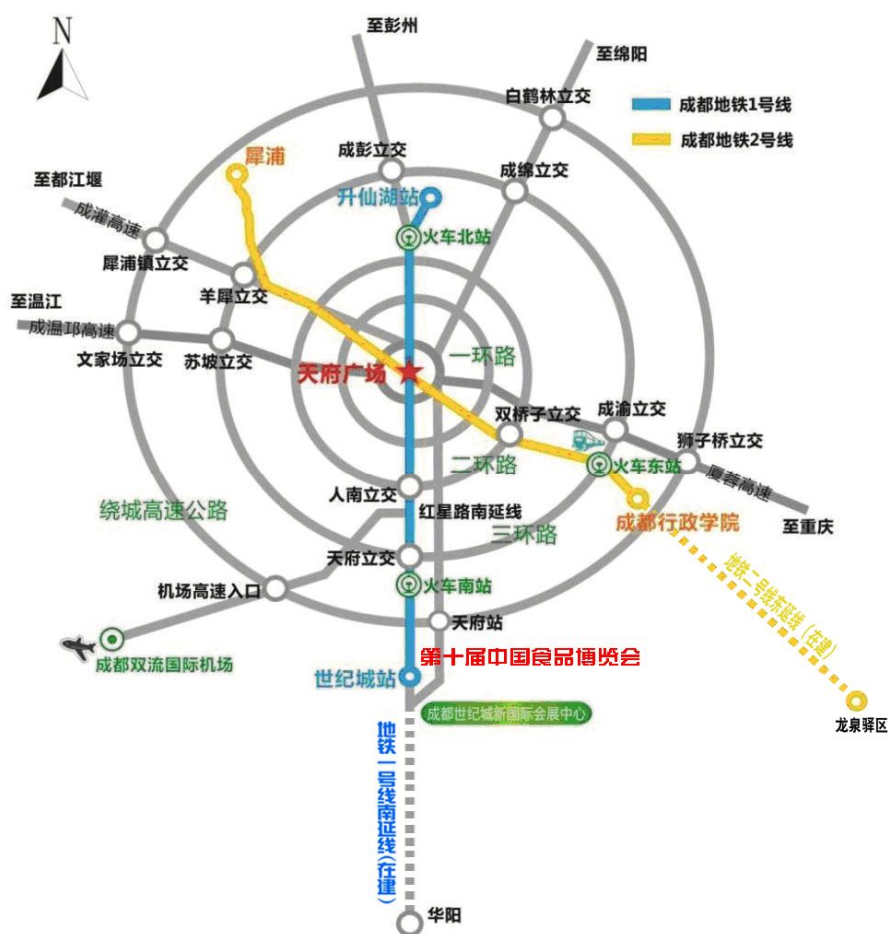 N
至彭州
至绵阳
白鹤林立交
成都地铁1号线
成都地铁2号线
犀浦
成彭立交
成绵立交
至都江堰
升仙湖站
成灌高速
火车北站
犀浦镇立交
羊犀立交
至温江
成温邛高速
文家场立交
苏坡立交
天府广场
一环路
双桥子立交
成渝立交
狮子桥立交
二环路
火车东站
厦蓉高速
人南立交
绕城高速公路
红星路南延线
三环路
成都行政学院
至重庆
天府立交
机场高速入口
火车南站
地铁二号线东延线（在建）
天府站
成都双流国际机场
第十届中国食品博览会
世纪城站
成都世纪城新国际会展中心
龙泉驿区
地铁一号线南延线(在建)
华阳